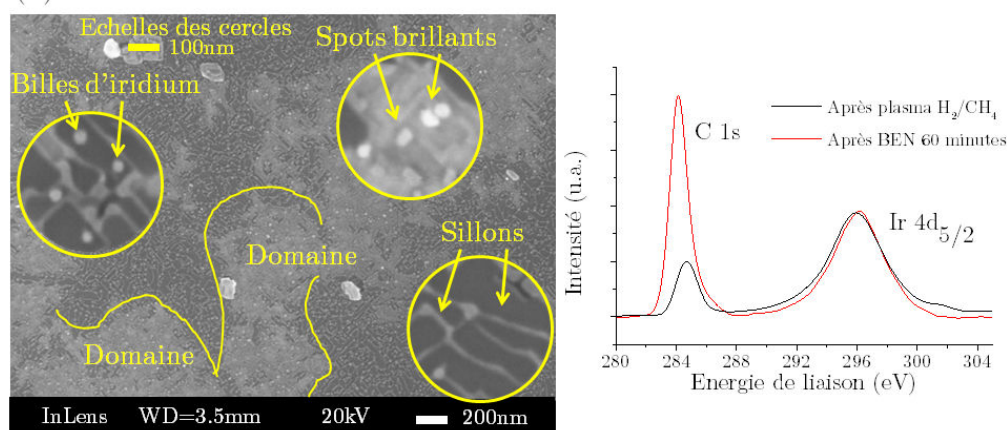 Echelles des cercles
100nm
Spots brillants
Billes d'iridium
Domaine
Sillons
Domaine
InLens WD=3.5mm 20kV 200nm
Après plasma H₂/CH₄
Après BEN 60 minutes
C 1s
Ir 4d5/2
Intensité (u.a.)
280 284 288 292 296 300 304
Energie de liaison (eV)